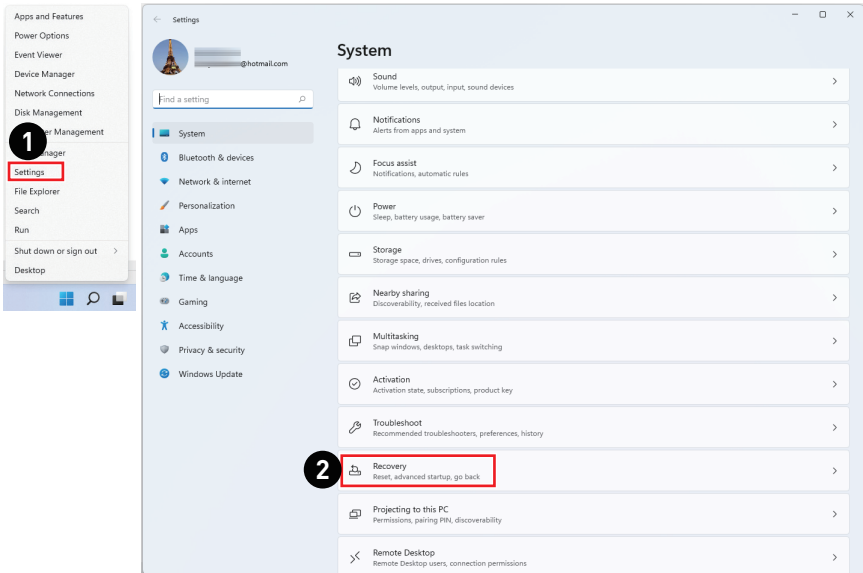 Apps and Features
Power Options
Event Viewer
Device Manager
Network Connections
Disk Management
er Management
1
nager
Settings
File Explorer
Search
Run
Shut down or sign out
Desktop
Settings
@hotmail.com
Find a setting
System
Bluetooth & devices
Network & internet
Personalization
Apps
Accounts
Time & language
Gaming
Accessibility
Privacy & security
Windows Update
System
Sound
Volume levels, output, input, sound devices
Notifications
Alerts from apps and system
Focus assist
Notifications, automatic rules
Power
Sleep, battery usage, battery saver
Storage
Storage space, drives, configuration rules
Nearby sharing
Discoverability, received files location
Multitasking
Snap windows, desktops, task switching
Activation
Activation state, subscriptions, product key
Troubleshoot
Recommended troubleshooters, preferences, history
2
Recovery
Reset, advanced startup, go back
Projecting to this PC
Permissions, pairing PIN, discoverability
Remote Desktop
Remote Desktop users, connection permissions